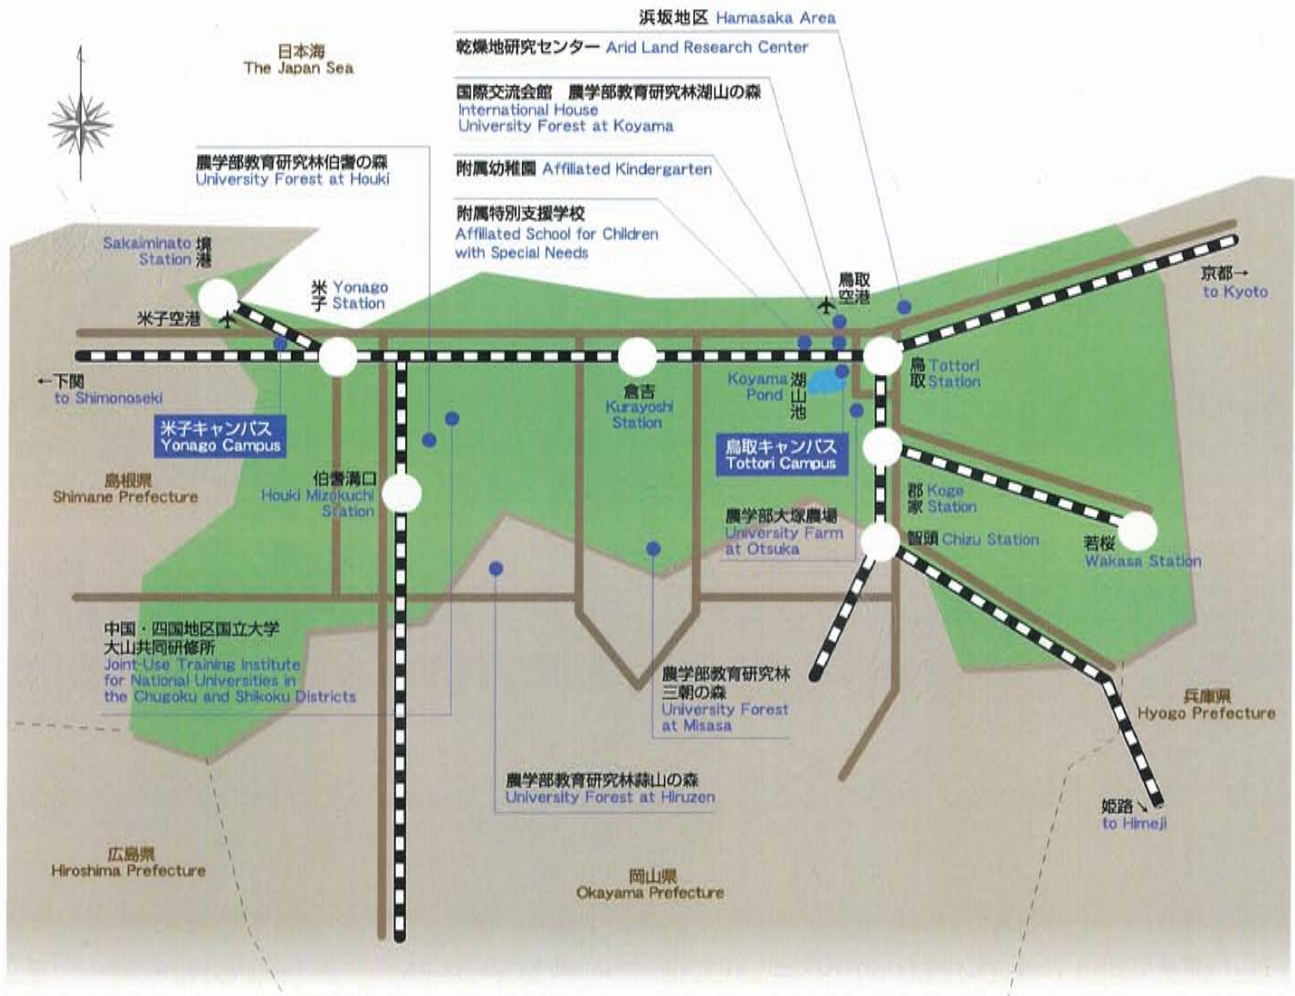 浜坂地区 Hamasaka Area
日本海
The Japan Sea
乾燥地研究センター Arid Land Research Center
国際交流会館　農学部教育研究林湖山の森
International House
University Forest at Koyama
農学部教育研究林伯耆の森
University Forest at Houki
附属幼稚園 Affiliated Kindergarten
附属特別支援学校
Affiliated School for Children
with Special Needs
Sakaiminato
Station
境港
米子
Yonago
Station
鳥取
空港
京都→
to Kyoto
米子空港
←下関
to Shimonoseki
倉吉
Kurayoshi
Station
Koyama
Pond
湖山池
鳥取
Tottori
Station
米子キャンパス
Yonago Campus
鳥取キャンパス
Tottori Campus
島根県
Shimane Prefecture
伯耆溝口
Houki Mizokuchi
Station
郡家
Koge
Station
農学部大塚農場
University Farm
at Otsuka
智頭 Chizu Station
若桜
Wakasa Station
中国・四国地区国立大学
大山共同研修所
Joint-Use Training Institute
for National Universities in
the Chugoku and Shikoku Districts
農学部教育研究林
三朝の森
University Forest
at Misasa
兵庫県
Hyogo Prefecture
農学部教育研究林蒜山の森
University Forest at Hiruzen
姫路↘
to Himeji
広島県
Hiroshima Prefecture
岡山県
Okayama Prefecture